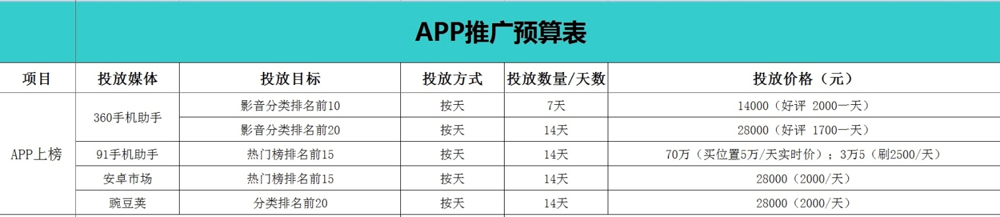 APP推广预算表
项目 投放媒体 投放目标 投放方式 投放数量/天数 投放价格（元）
APP上榜 360手机助手 影音分类排名前10 按天 7天 14000（好评 2000一天）
影音分类排名前20 按天 14天 28000（好评 1700一天）
91手机助手 热门榜排名前15 按天 14天 70万（买位置5万/天实时价）；3万5（刷2500/天）
安卓市场 热门榜排名前15 按天 14天 28000（2000/天）
豌豆荚 分类排名前20 按天 14天 28000（2000/天）